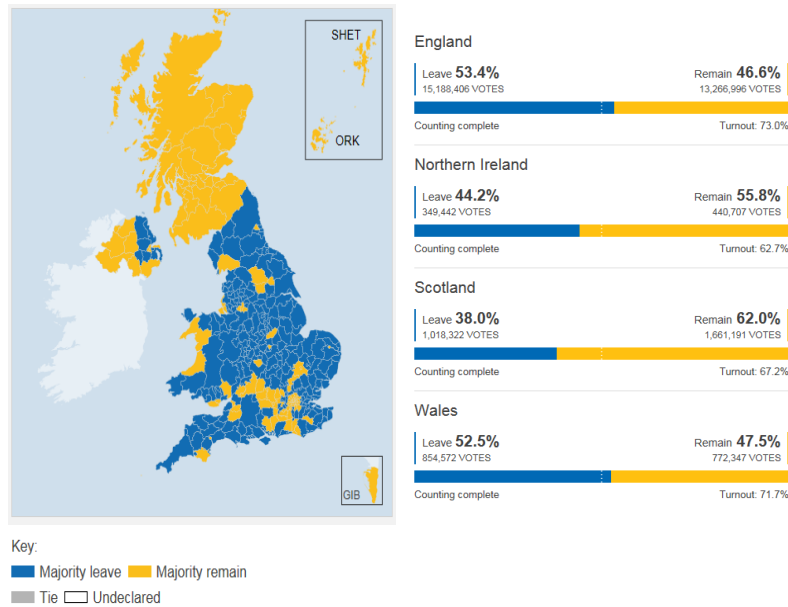 SHET
ORK
GIB
England
Leave 53.4% Remain 46.6%
15,188,406 VOTES 13,266,996 VOTES
Counting complete Turnout: 73.0%
Northern Ireland
Leave 44.2% Remain 55.8%
349,442 VOTES 440,707 VOTES
Counting complete Turnout: 62.7%
Scotland
Leave 38.0% Remain 62.0%
1,018,322 VOTES 1,661,191 VOTES
Counting complete Turnout: 67.2%
Wales
Leave 52.5% Remain 47.5%
854,572 VOTES 772,347 VOTES
Counting complete Turnout: 71.7%
Key:
Majority leave Majority remain
Tie Undeclared